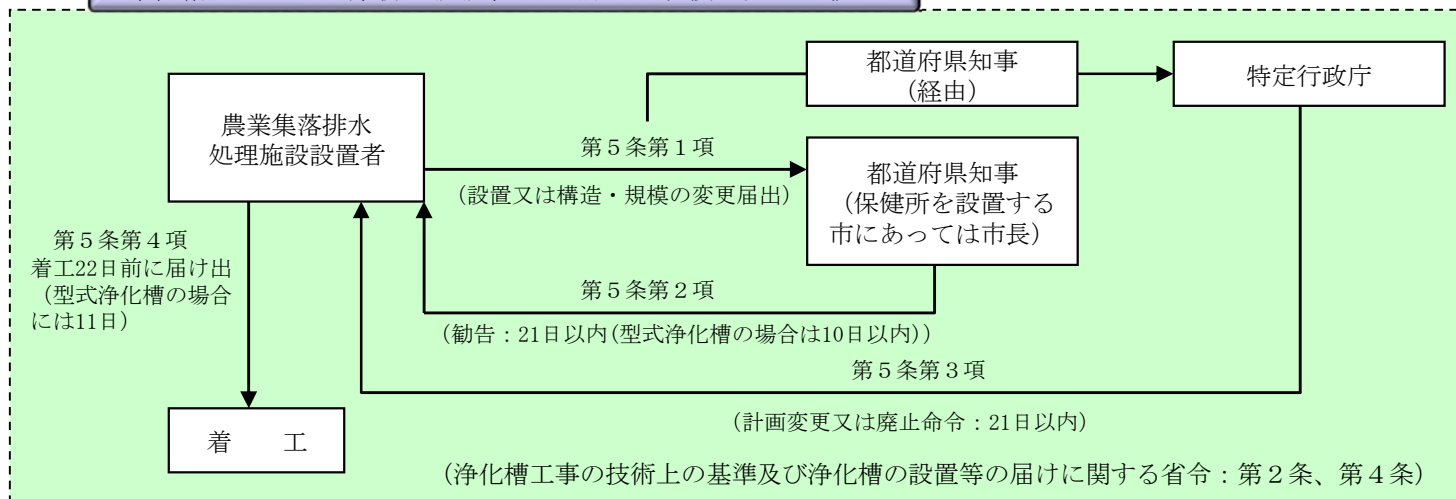 都道府県知事
（経由）
特定行政庁
農業集落排水
処理施設設置者
第５条第１項
（設置又は構造・規模の変更届出）
都道府県知事
（保健所を設置する
市にあっては市長）
第５条第４項
着工22日前に届け出
（型式浄化槽の場合
には11日）
第５条第２項
（勧告：21日以内(型式浄化槽の場合は10日以内)）
第５条第３項
（計画変更又は廃止命令：21日以内）
着　　工
（浄化槽工事の技術上の基準及び浄化槽の設置等の届けに関する省令：第２条、第４条）